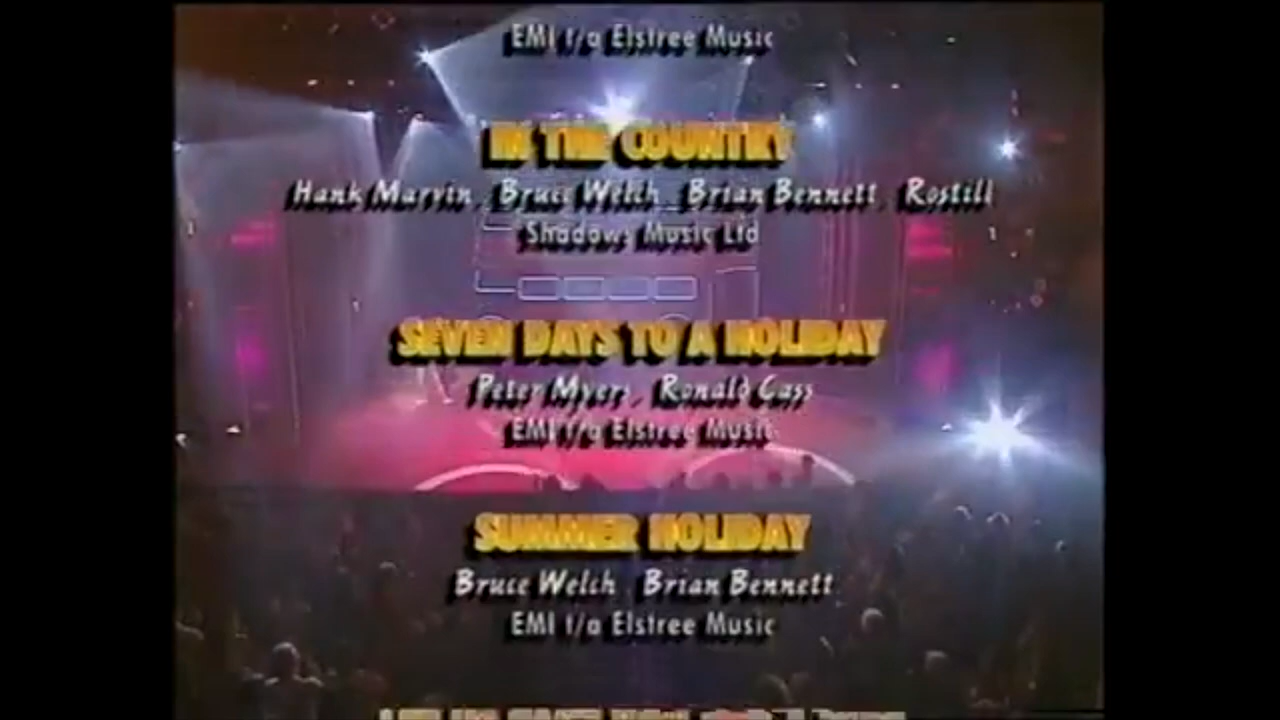 EMI t/a Elstree Music
IN THE COUNTRY
Hank Marvin, Bruce Welch, Brian Bennett, Rostill
Shadows Music Ltd
SEVEN DAYS TO A HOLIDAY
Peter Myers, Ronald Cass
EMI t/a Elstree Music
SUMMER HOLIDAY
Bruce Welch, Brian Bennett
EMI t/a Elstree Music